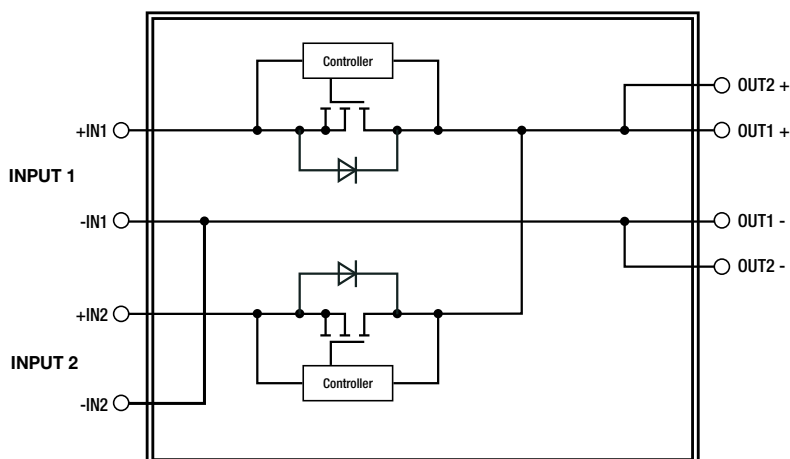 Controller
OUT2 +
+IN1
OUT1 +
INPUT 1
-IN1
OUT1 -
OUT2 -
+IN2
INPUT 2
Controller
-IN2